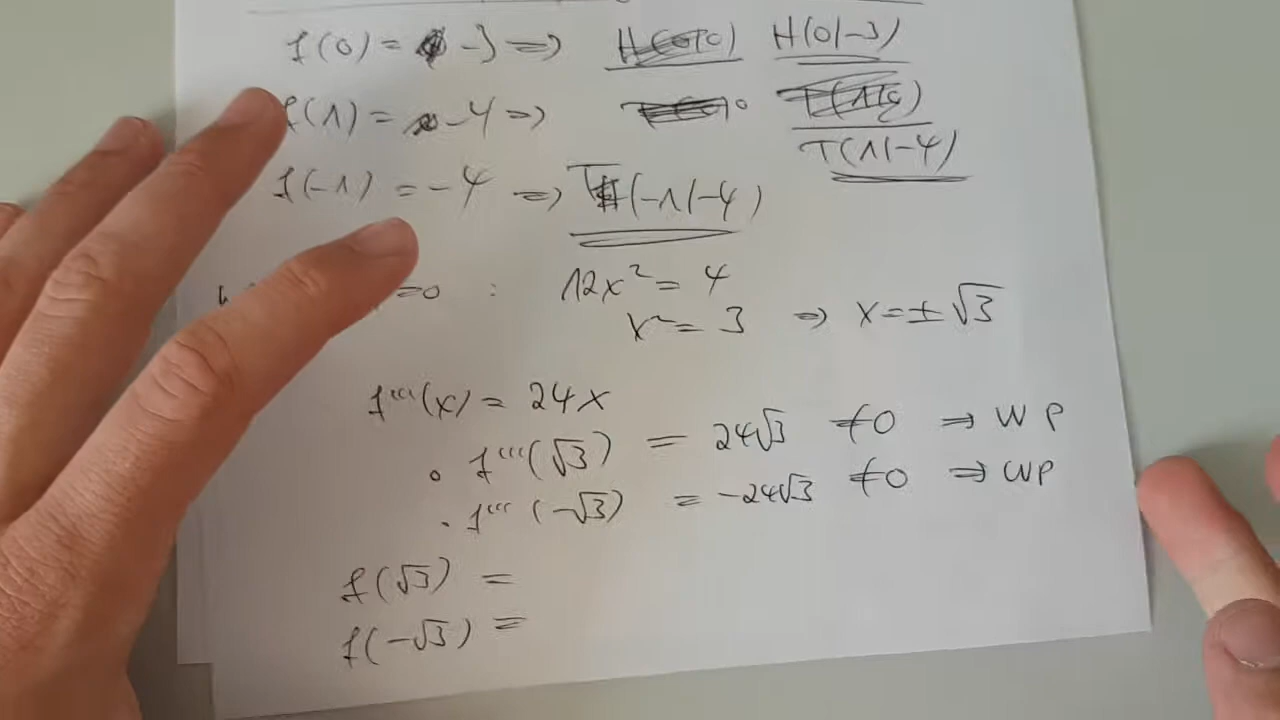 f(0) = -3 => H(0|-3)
f(1) = -4 =>
T(1|-4)
f(-1) = -4 => T(-1|-4)
=0 : 12x² = 4
x² = 3 => x = ±√3
f'''(x) = 24x
• f'''(√3) = 24√3 ≠0 => WP
• f'''(-√3) = -24√3 ≠0 => WP
f(√3) =
f(-√3) =